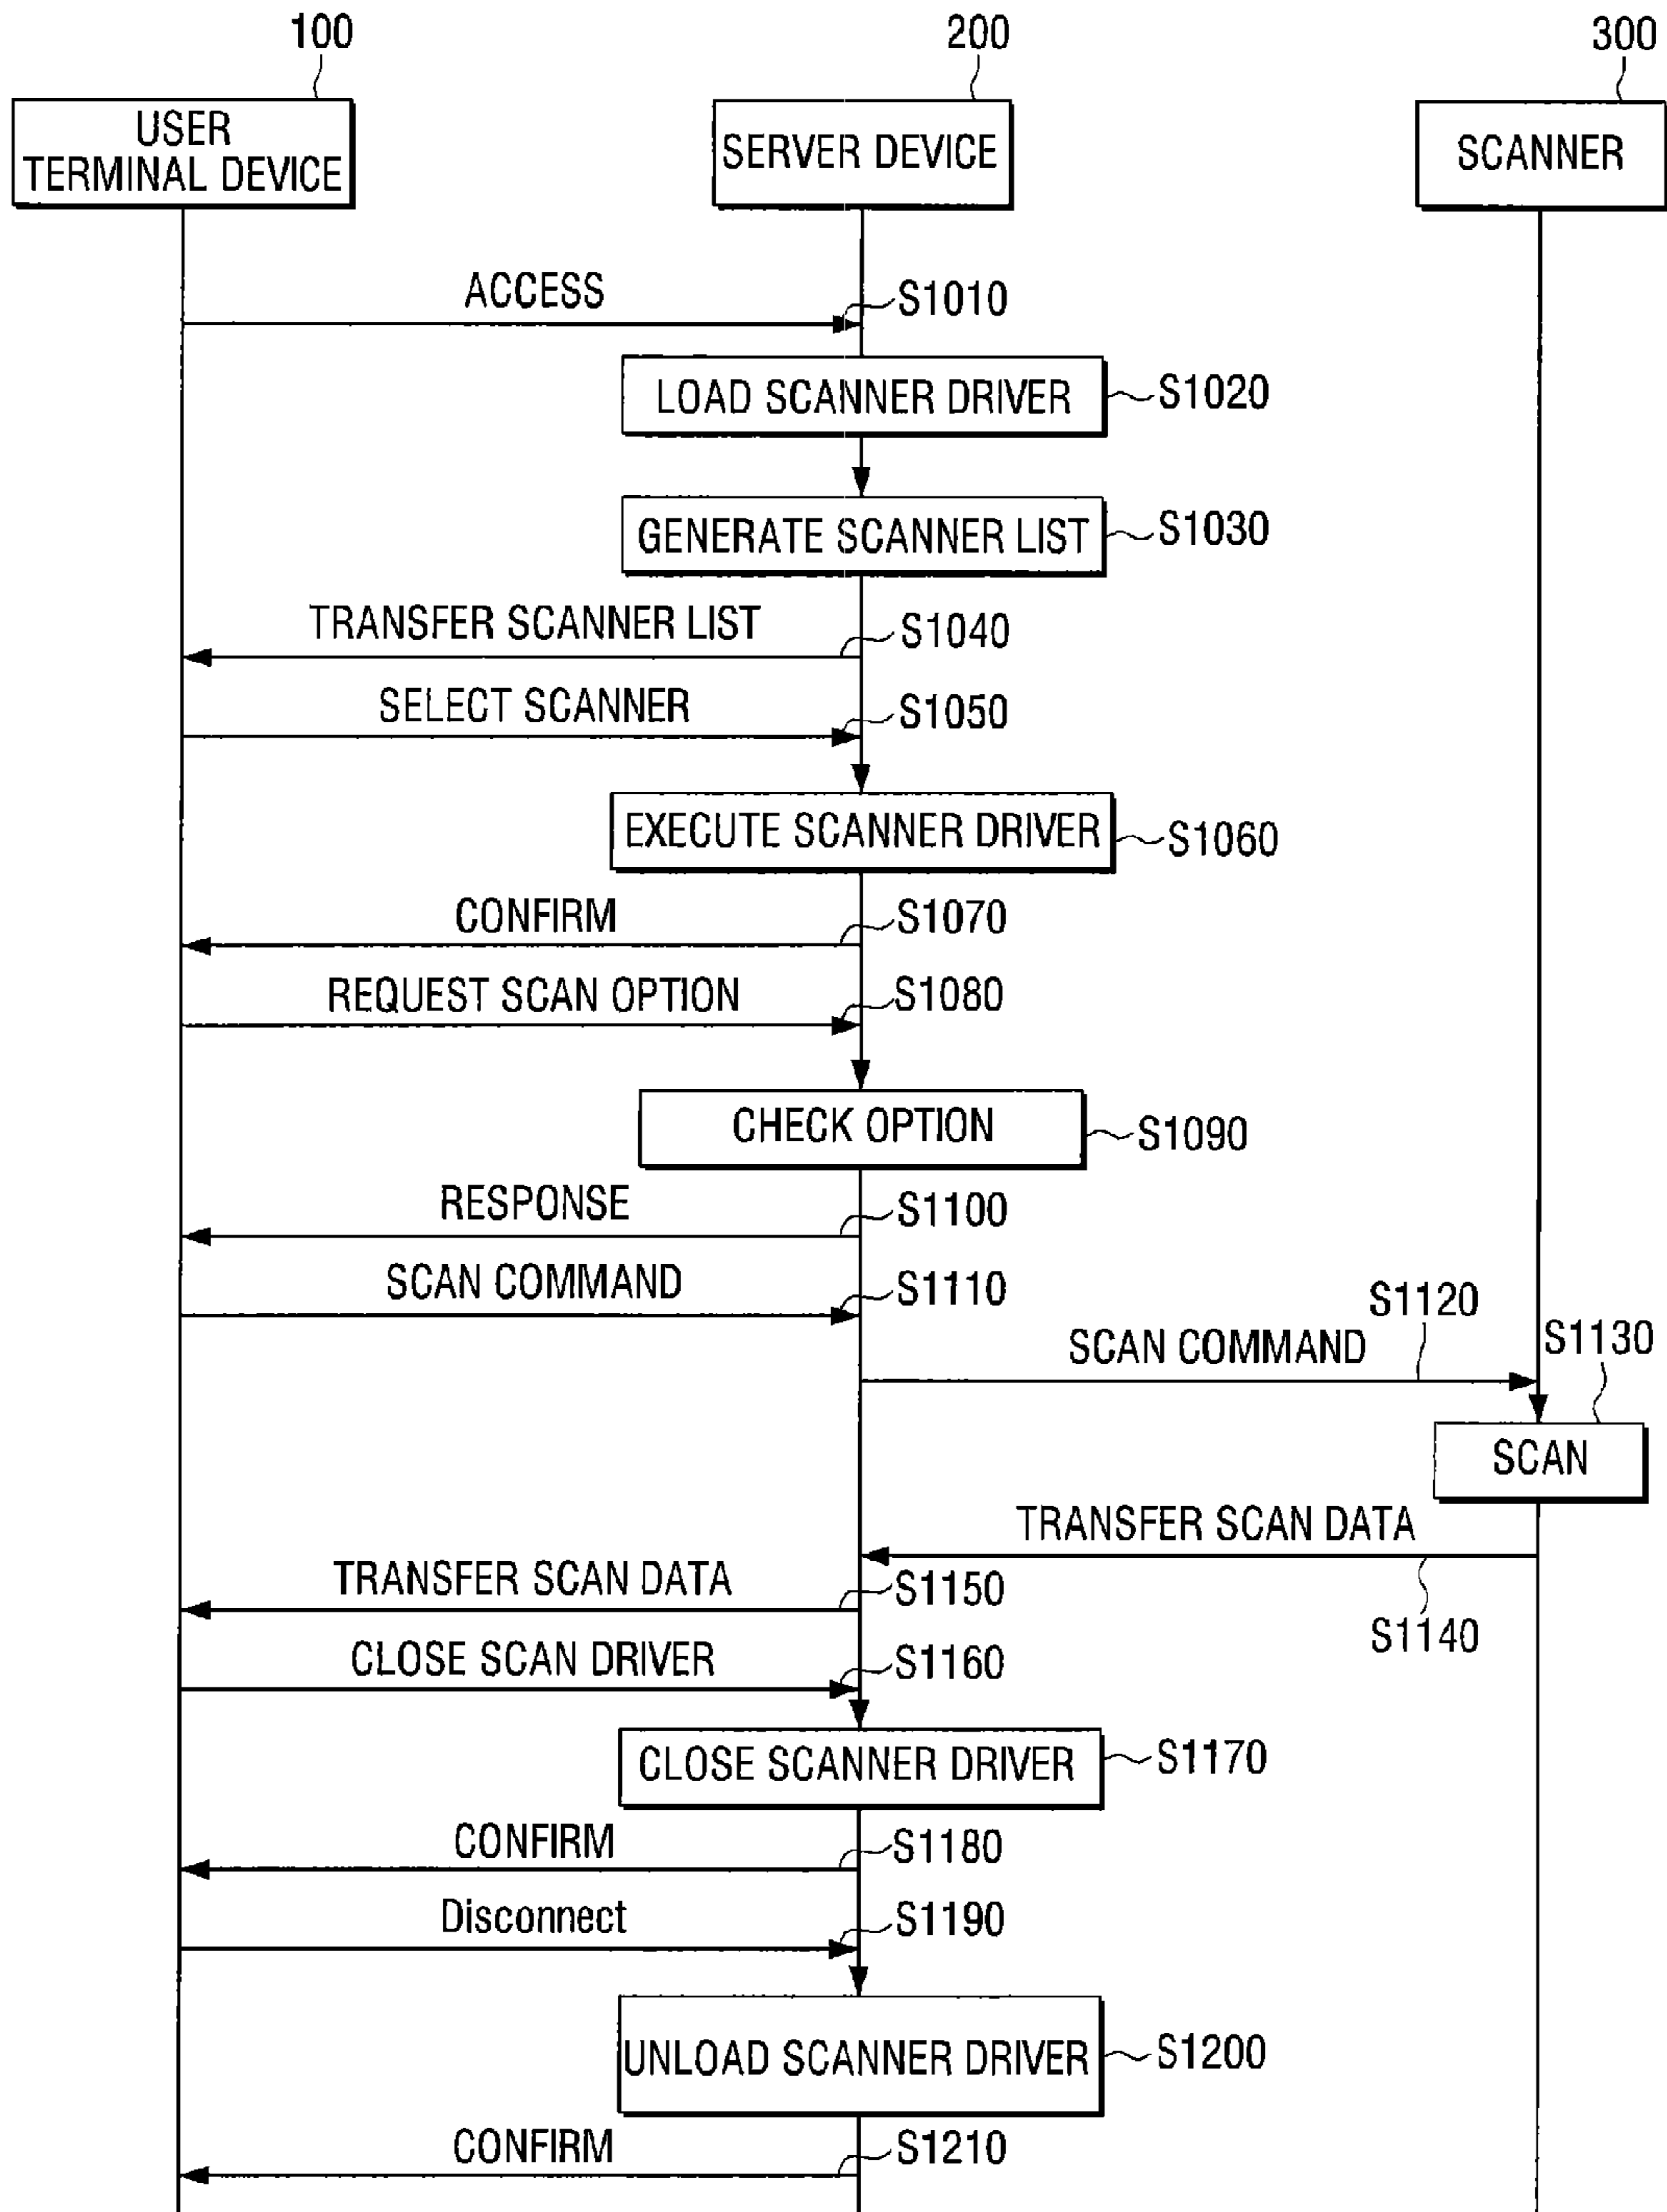 100
200
300
USER
TERMINAL DEVICE
SERVER DEVICE
SCANNER
ACCESS
S1010
LOAD SCANNER DRIVER
S1020
GENERATE SCANNER LIST
S1030
TRANSFER SCANNER LIST
S1040
SELECT SCANNER
S1050
EXECUTE SCANNER DRIVER
S1060
CONFIRM
S1070
REQUEST SCAN OPTION
S1080
CHECK OPTION
S1090
RESPONSE
S1100
SCAN COMMAND
S1110
S1120
SCAN COMMAND
S1130
SCAN
TRANSFER SCAN DATA
S1140
TRANSFER SCAN DATA
S1150
CLOSE SCAN DRIVER
S1160
CLOSE SCANNER DRIVER
S1170
CONFIRM
S1180
Disconnect
S1190
UNLOAD SCANNER DRIVER
S1200
CONFIRM
S1210